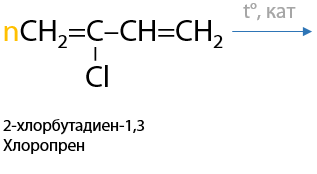 t°, кат
nCH₂=C–CH=CH₂
Cl
2-хлорбутадиен-1,3
Хлоропрен